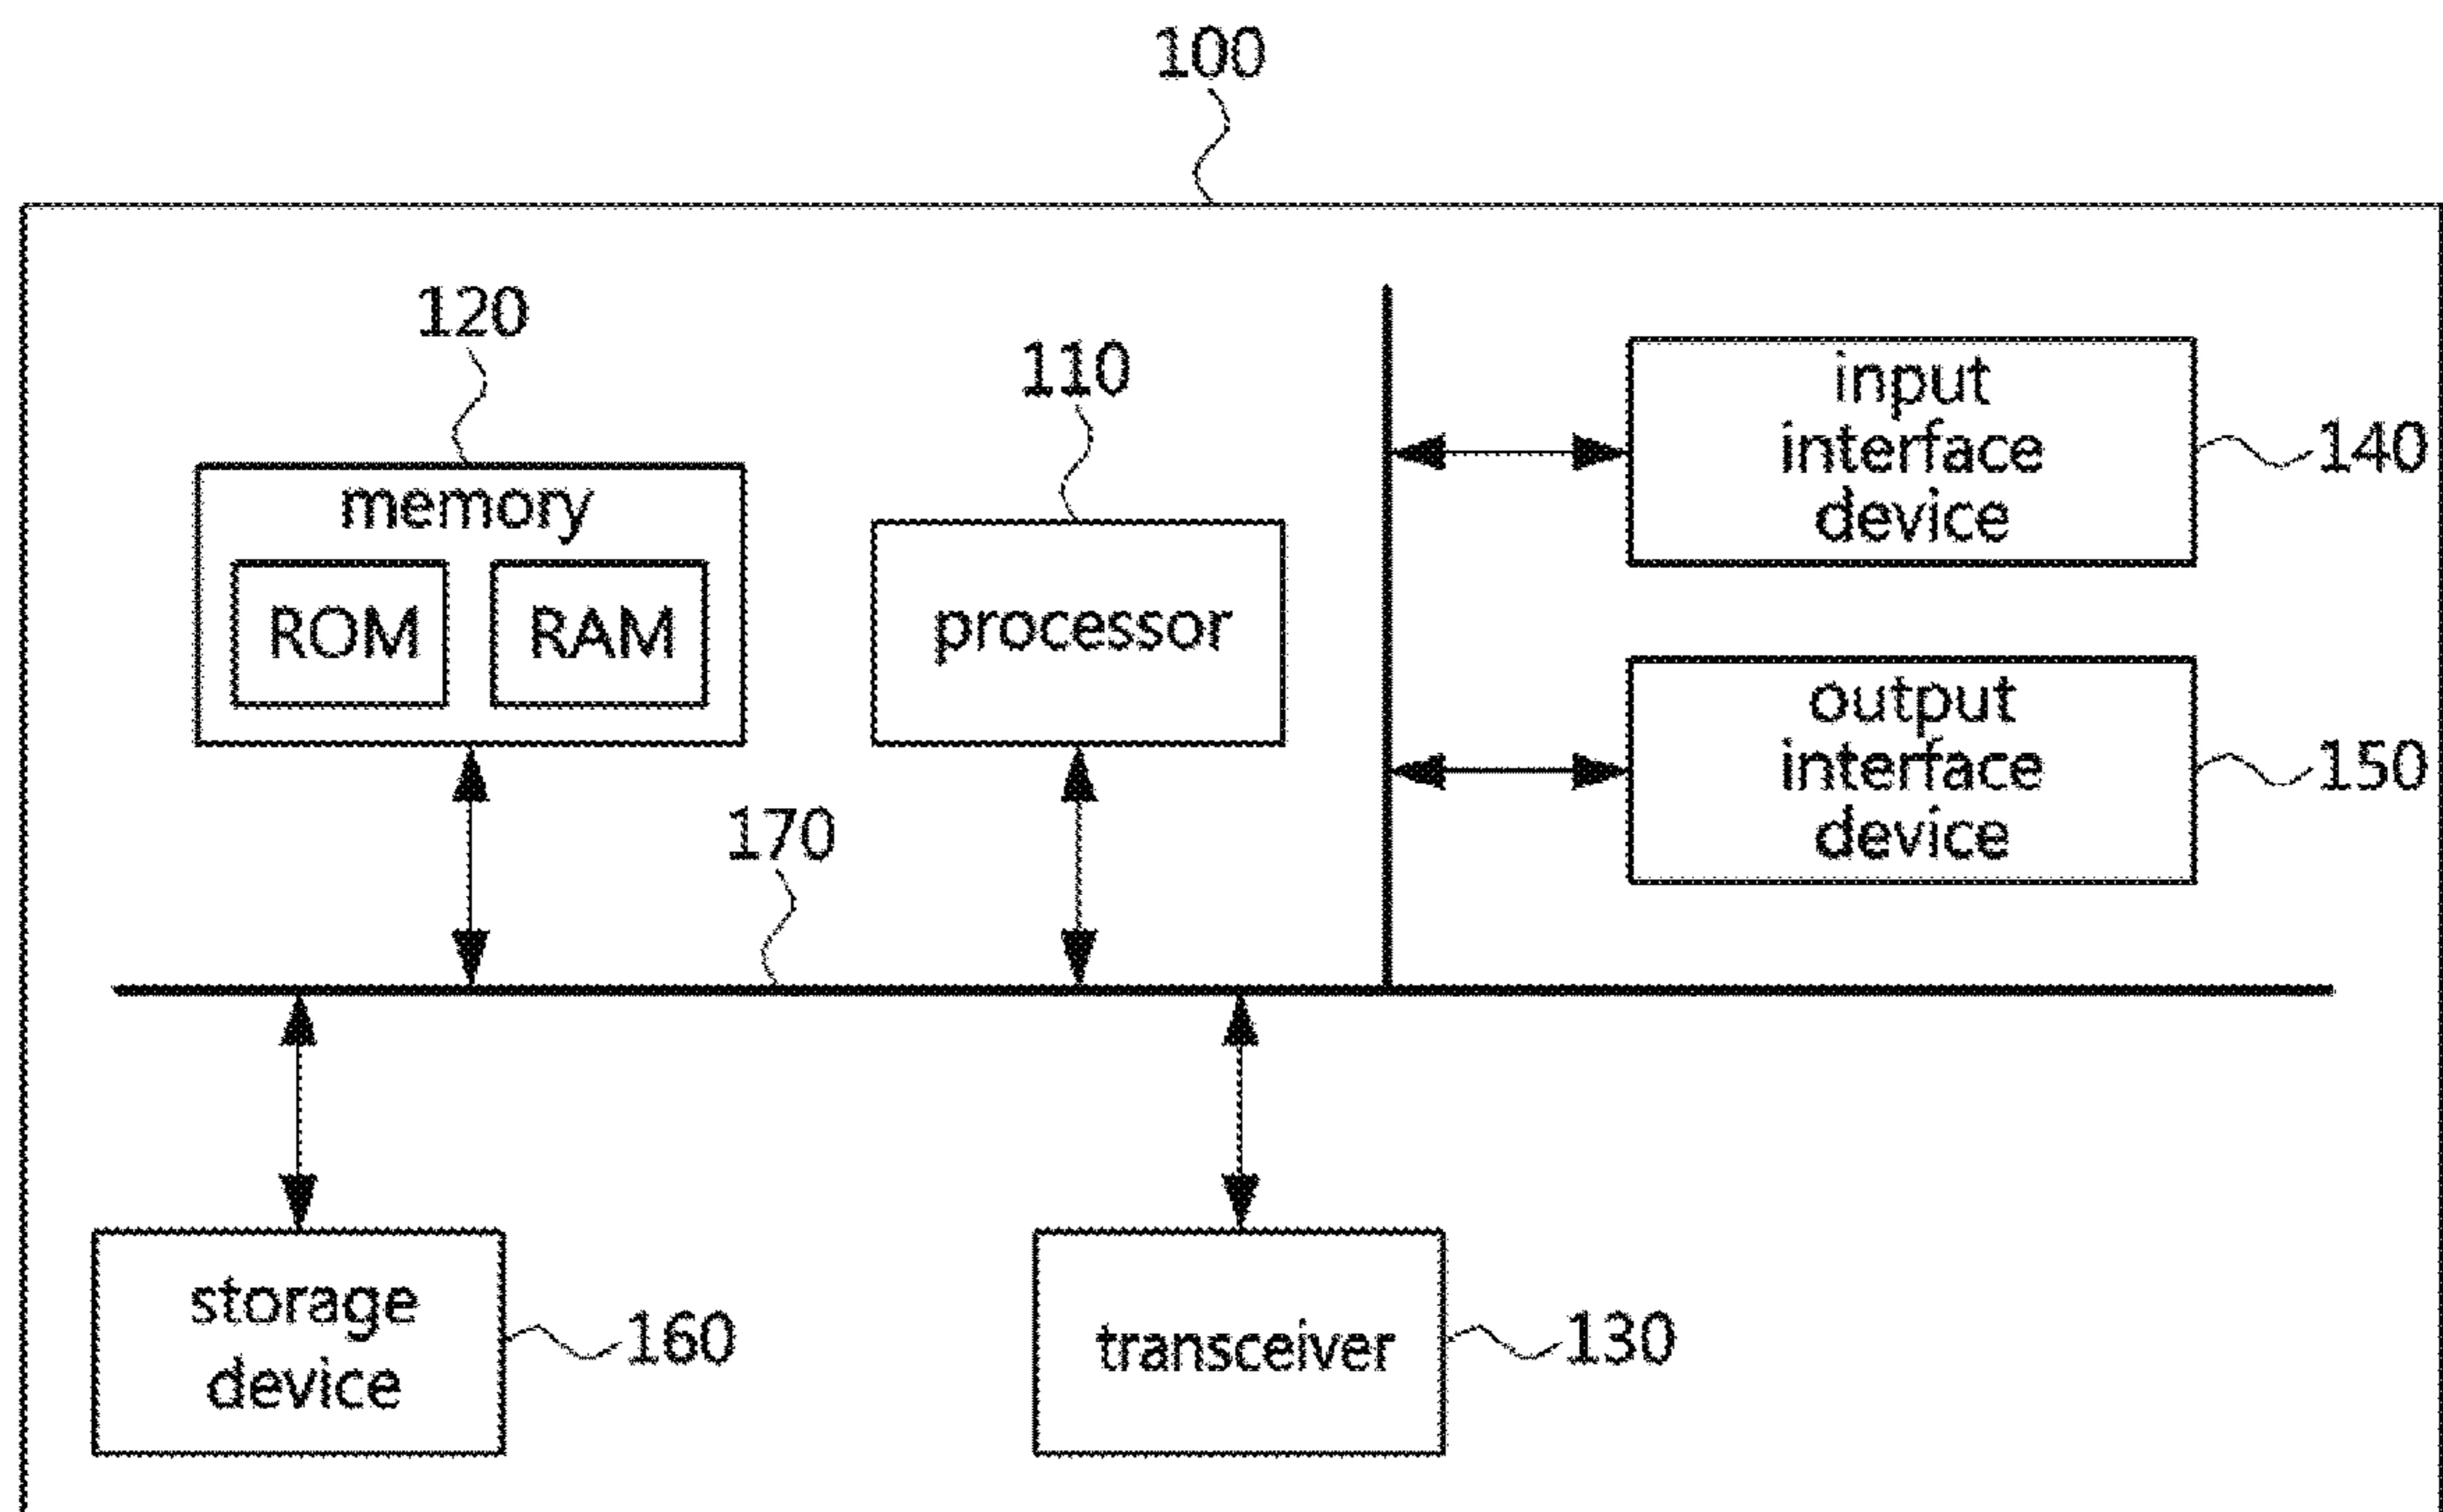 100
120
110
memory
ROM
RAM
processor
input
interface
device
140
output
interface
device
150
170
storage
device
160
transceiver
130